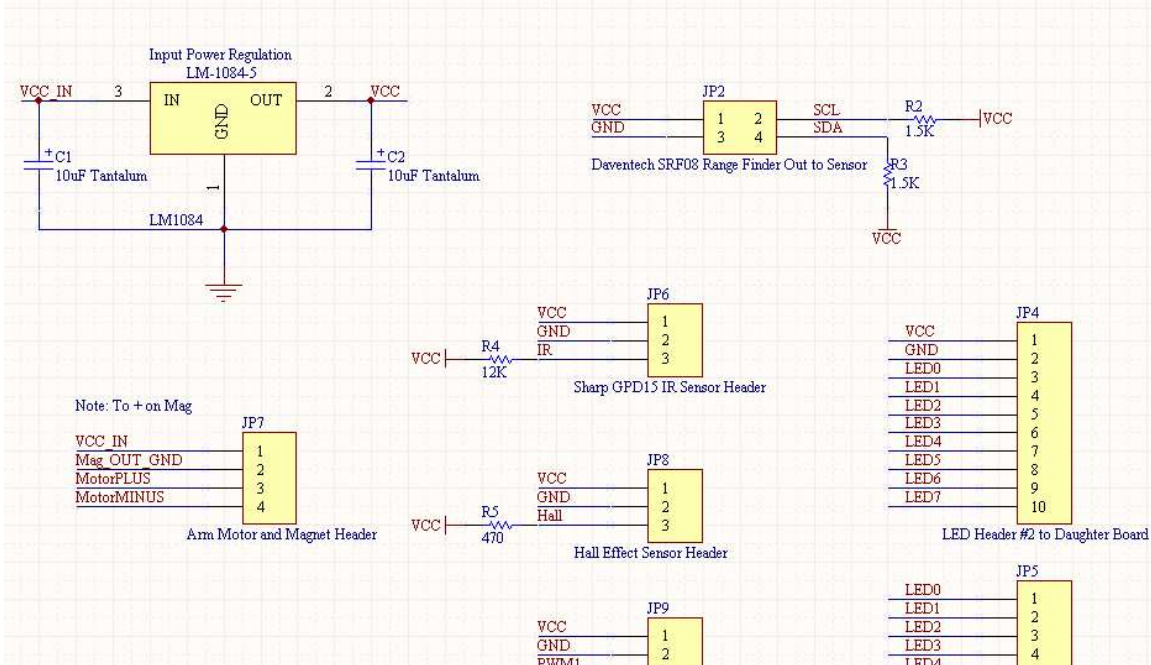 Input Power Regulation
LM-1084-5
VCC_IN
3
IN
GND
OUT
2
VCC
+
C1
10uF Tantalum
+
C2
10uF Tantalum
1
LM1084
JP2
VCC
GND
1 2
3 4
SCL
SDA
R2
1.5K
VCC
R3
1.5K
VCC
Daventech SRF08 Range Finder Out to Sensor
JP6
VCC
GND
IR
1
2
3
VCC
R4
12K
Sharp GPD15 IR Sensor Header
Note: To + on Mag
JP7
VCC_IN
Mag_OUT_GND
MotorPLUS
MotorMINUS
1
2
3
4
Arm Motor and Magnet Header
JP8
VCC
GND
Hall
1
2
3
VCC
R5
470
Hall Effect Sensor Header
JP4
VCC
GND
LED0
LED1
LED2
LED3
LED4
LED5
LED6
LED7
1
2
3
4
5
6
7
8
9
10
LED Header #2 to Daughter Board
JP9
VCC
GND
PWM1
1
2
JP5
LED0
LED1
LED2
LED3
LED4
1
2
3
4